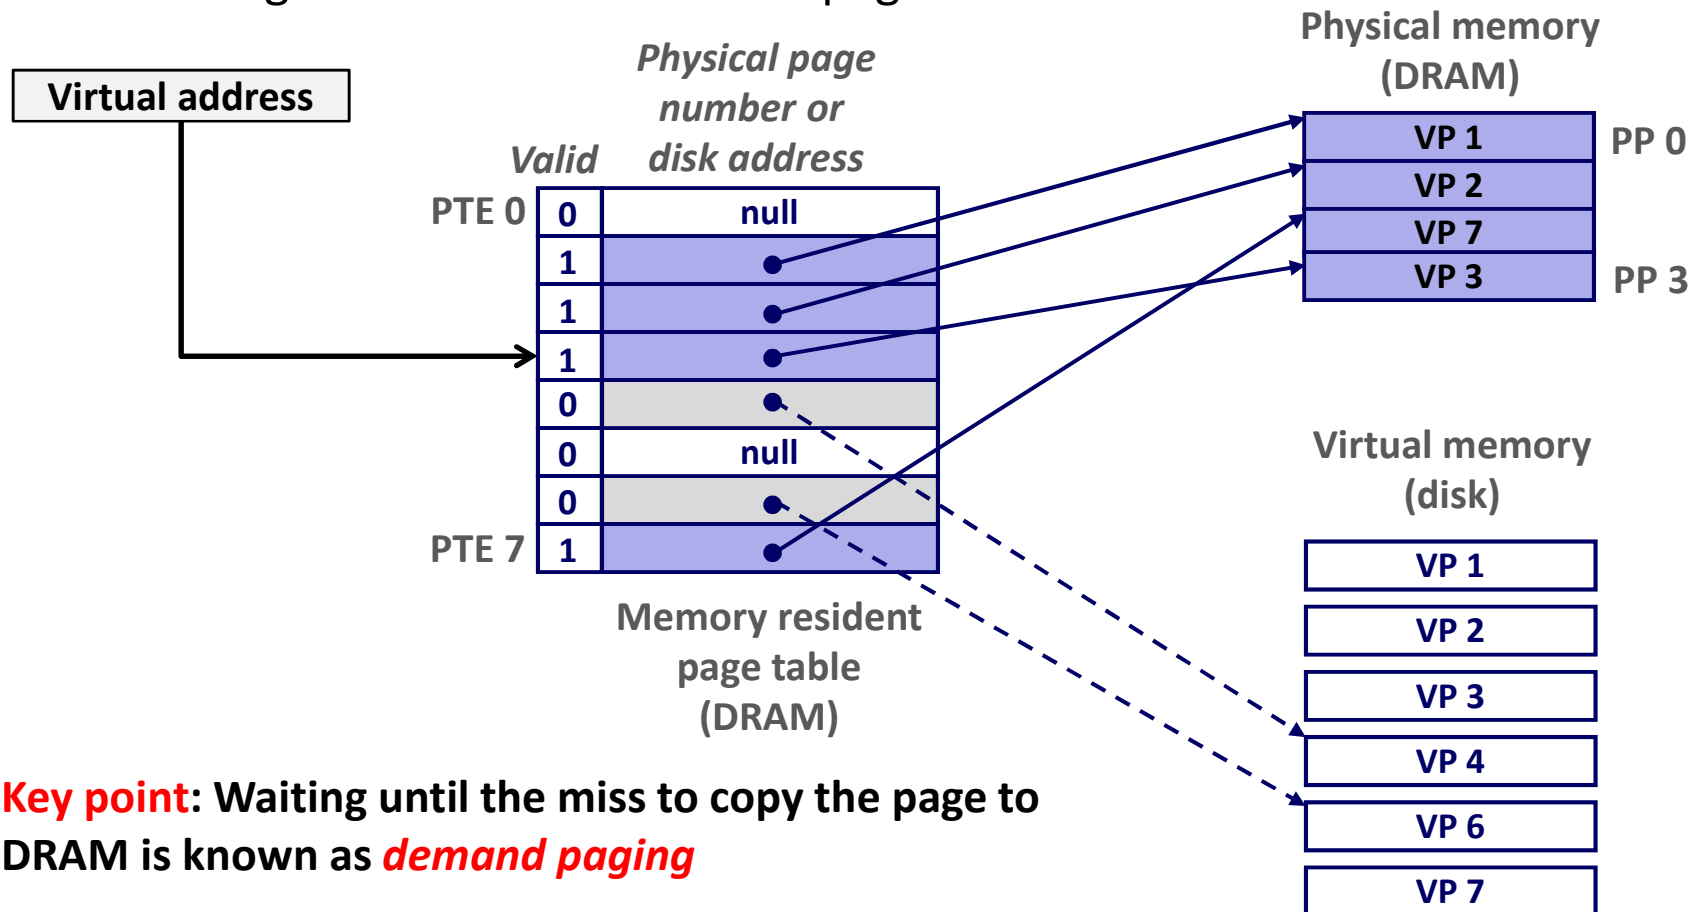 Physical memory
(DRAM)
Physical page
number or
disk address
Virtual address
Valid
PTE 0
0 null
1
1
1
0
0 null
0
PTE 7 1
Memory resident
page table
(DRAM)
VP 1 PP 0
VP 2
VP 7
VP 3 PP 3
Virtual memory
(disk)
VP 1
VP 2
VP 3
VP 4
VP 6
VP 7
Key point: Waiting until the miss to copy the page to
DRAM is known as demand paging